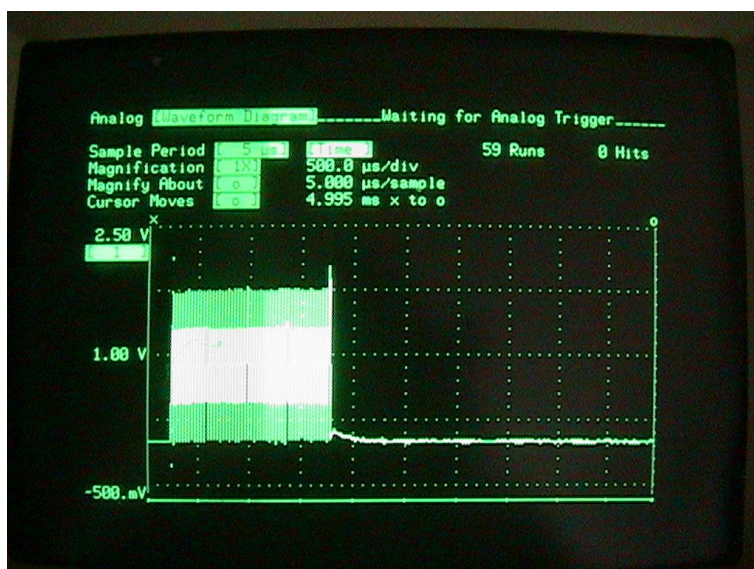 Analog [Waveform Diagram]______Waiting for Analog Trigger_____
Sample Period [ 5 µs] [Time ] 59 Runs 0 Hits
Magnification [ 1X] 500.0 µs/div
Magnify About [ o ] 5.000 µs/sample
Cursor Moves [ o ] 4.995 ms x to o
x o
2.50 V
[ 1 ]
1.00 V
-500.mV